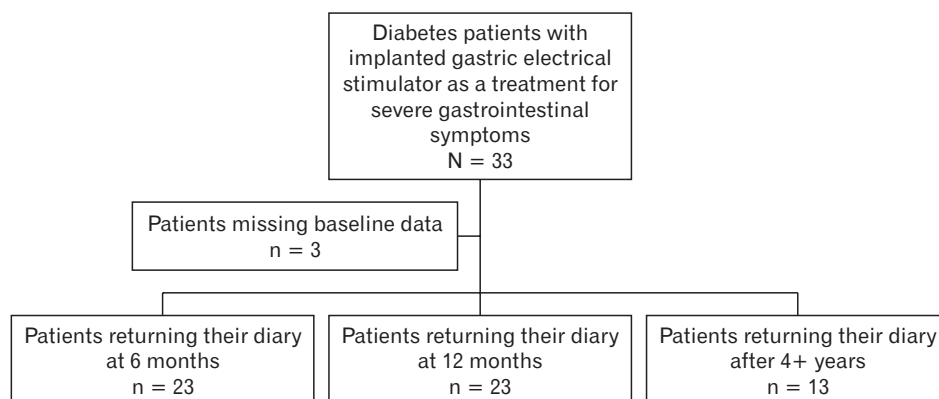 Diabetes patients with
implanted gastric electrical
stimulator as a treatment for
severe gastrointestinal
symptoms
N = 33
Patients missing baseline data
n = 3
Patients returning their diary
at 6 months
n = 23
Patients returning their diary
at 12 months
n = 23
Patients returning their diary
after 4+ years
n = 13